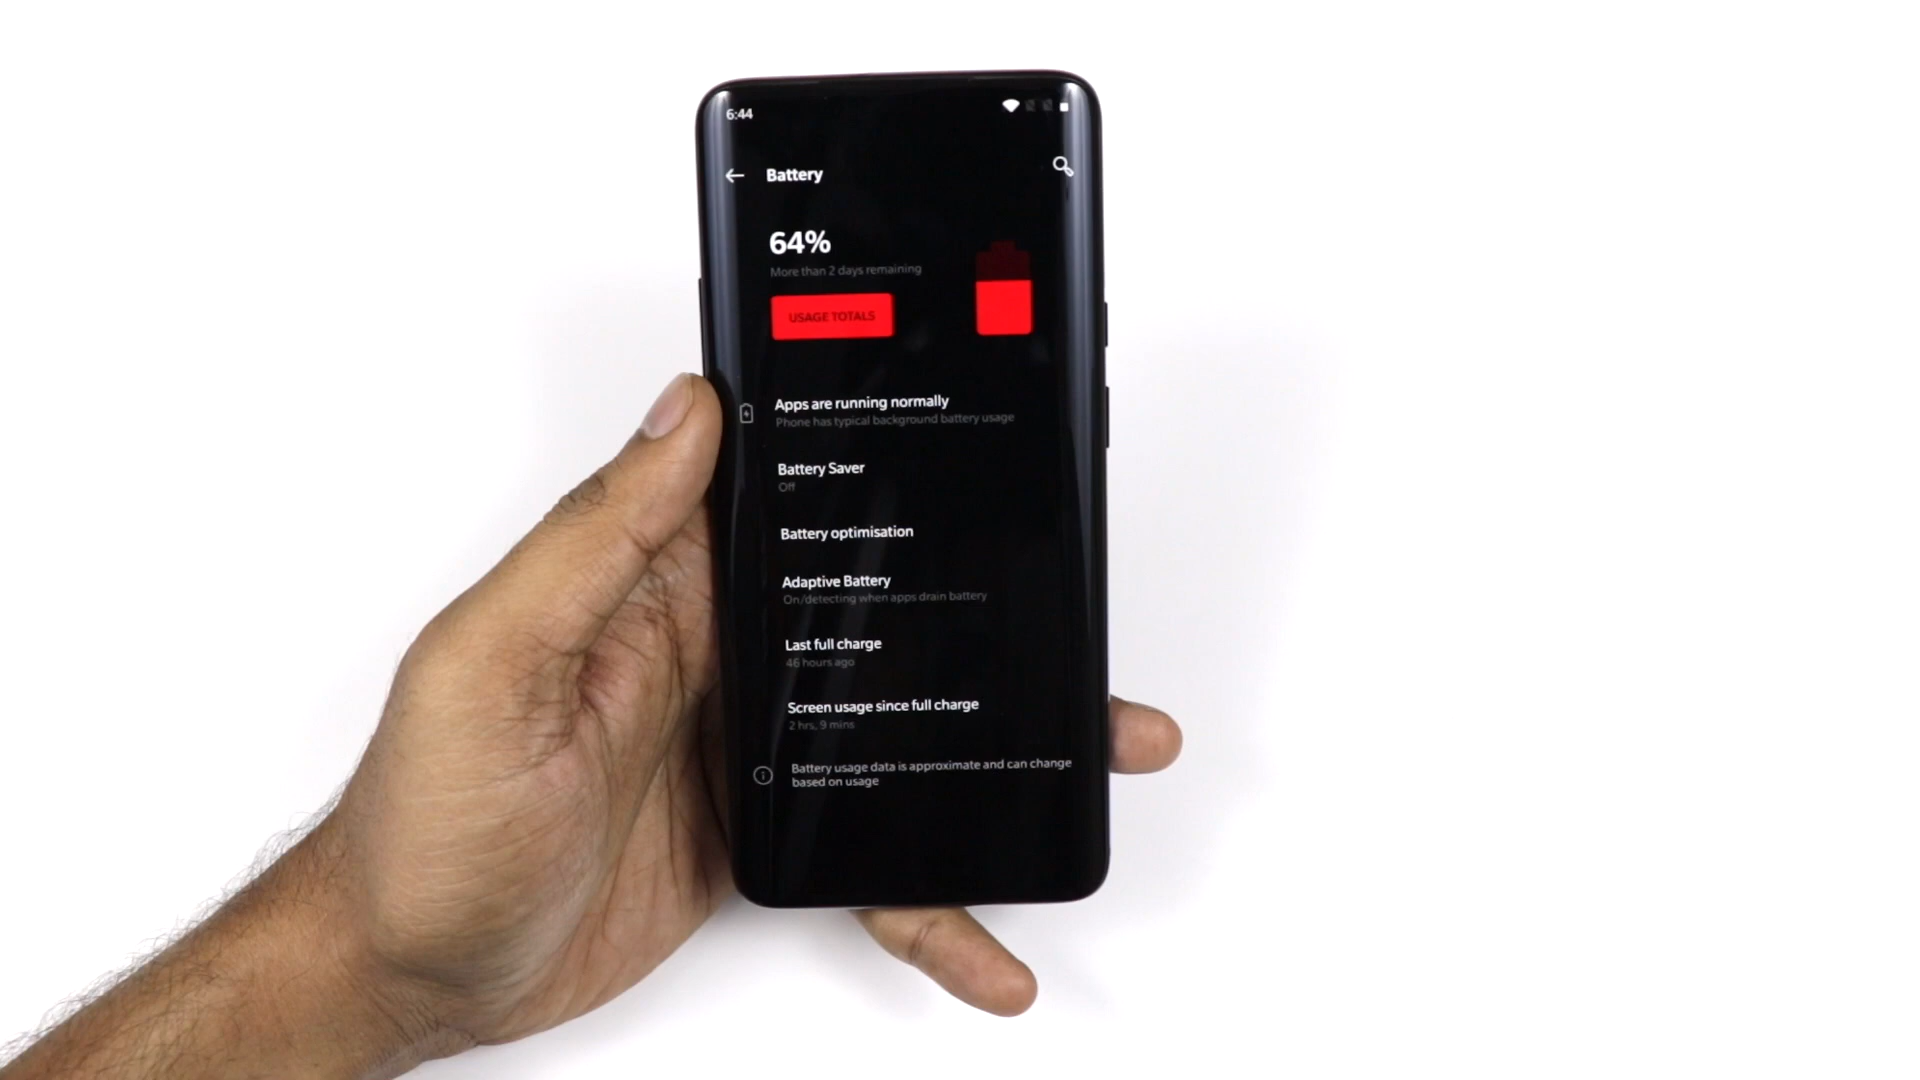 6:44
Battery
64%
More than 2 days remaining
USAGE TOTALS
Apps are running normally
Phone has typical background battery usage
Battery Saver
Off
Battery optimisation
Adaptive Battery
On/detecting when apps drain battery
Last full charge
46 hours ago
Screen usage since full charge
2 hrs, 9 mins
Battery usage data is approximate and can change
based on usage